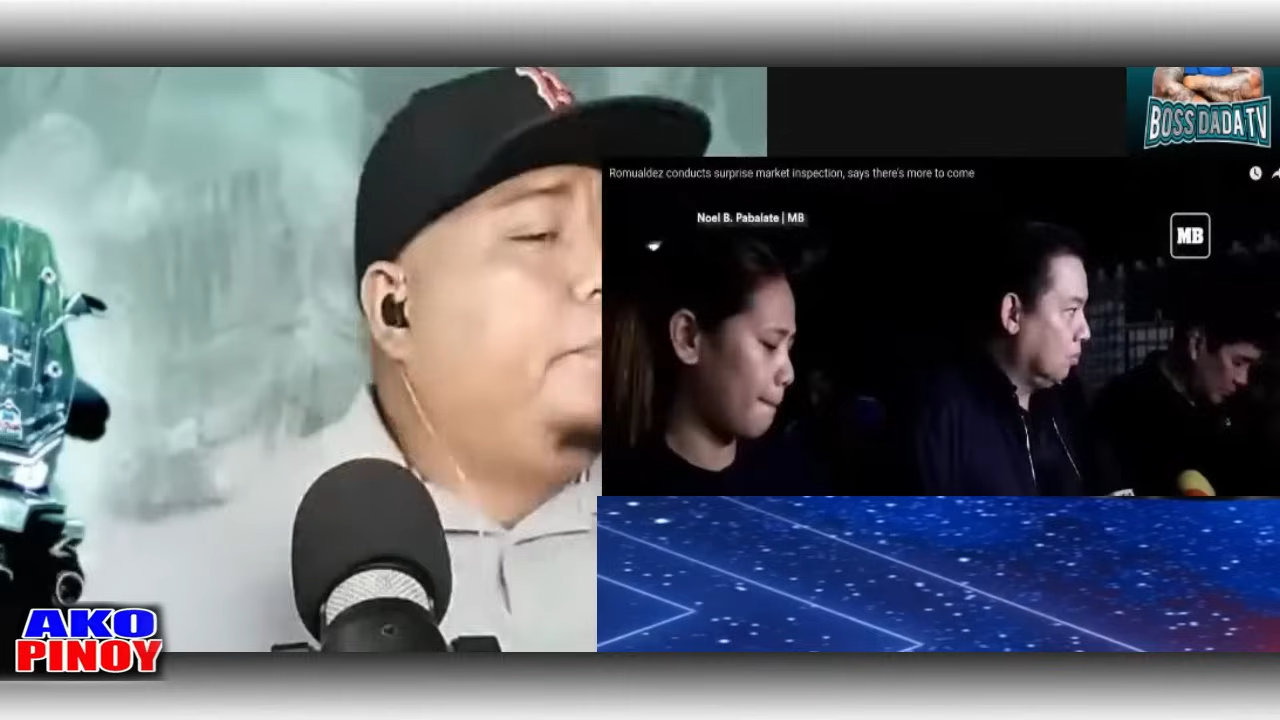 BOSS DADA TV
Romualdez conducts surprise market inspection, says there's more to come
Noel B. Pabalate | MB
MB
AKO
PINOY